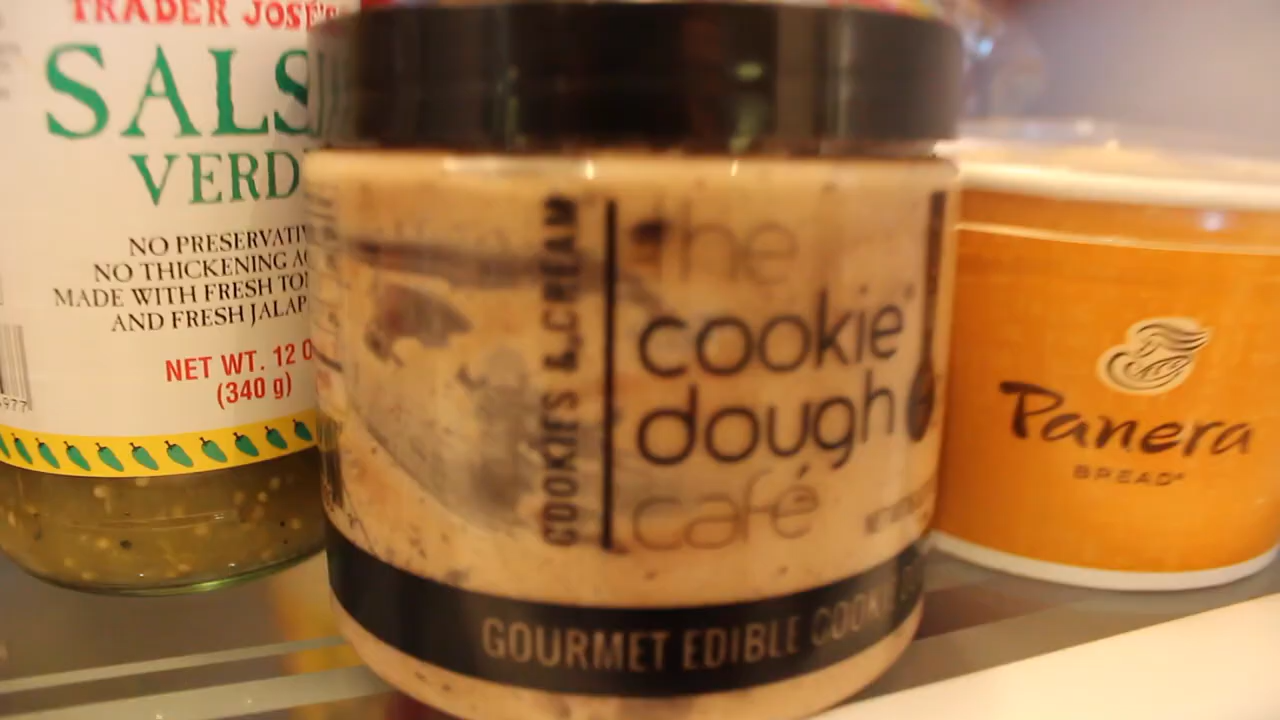 TRADER JOSÉ'S
SALS
VERD
NO PRESERVATIV
NO THICKENING A
MADE WITH FRESH TO
AND FRESH JALAP
NET WT. 12 O
(340 g)
COOKIES & CREAM
the
cookie
dough
café
GOURMET EDIBLE COOKI
Panera
BREAD®